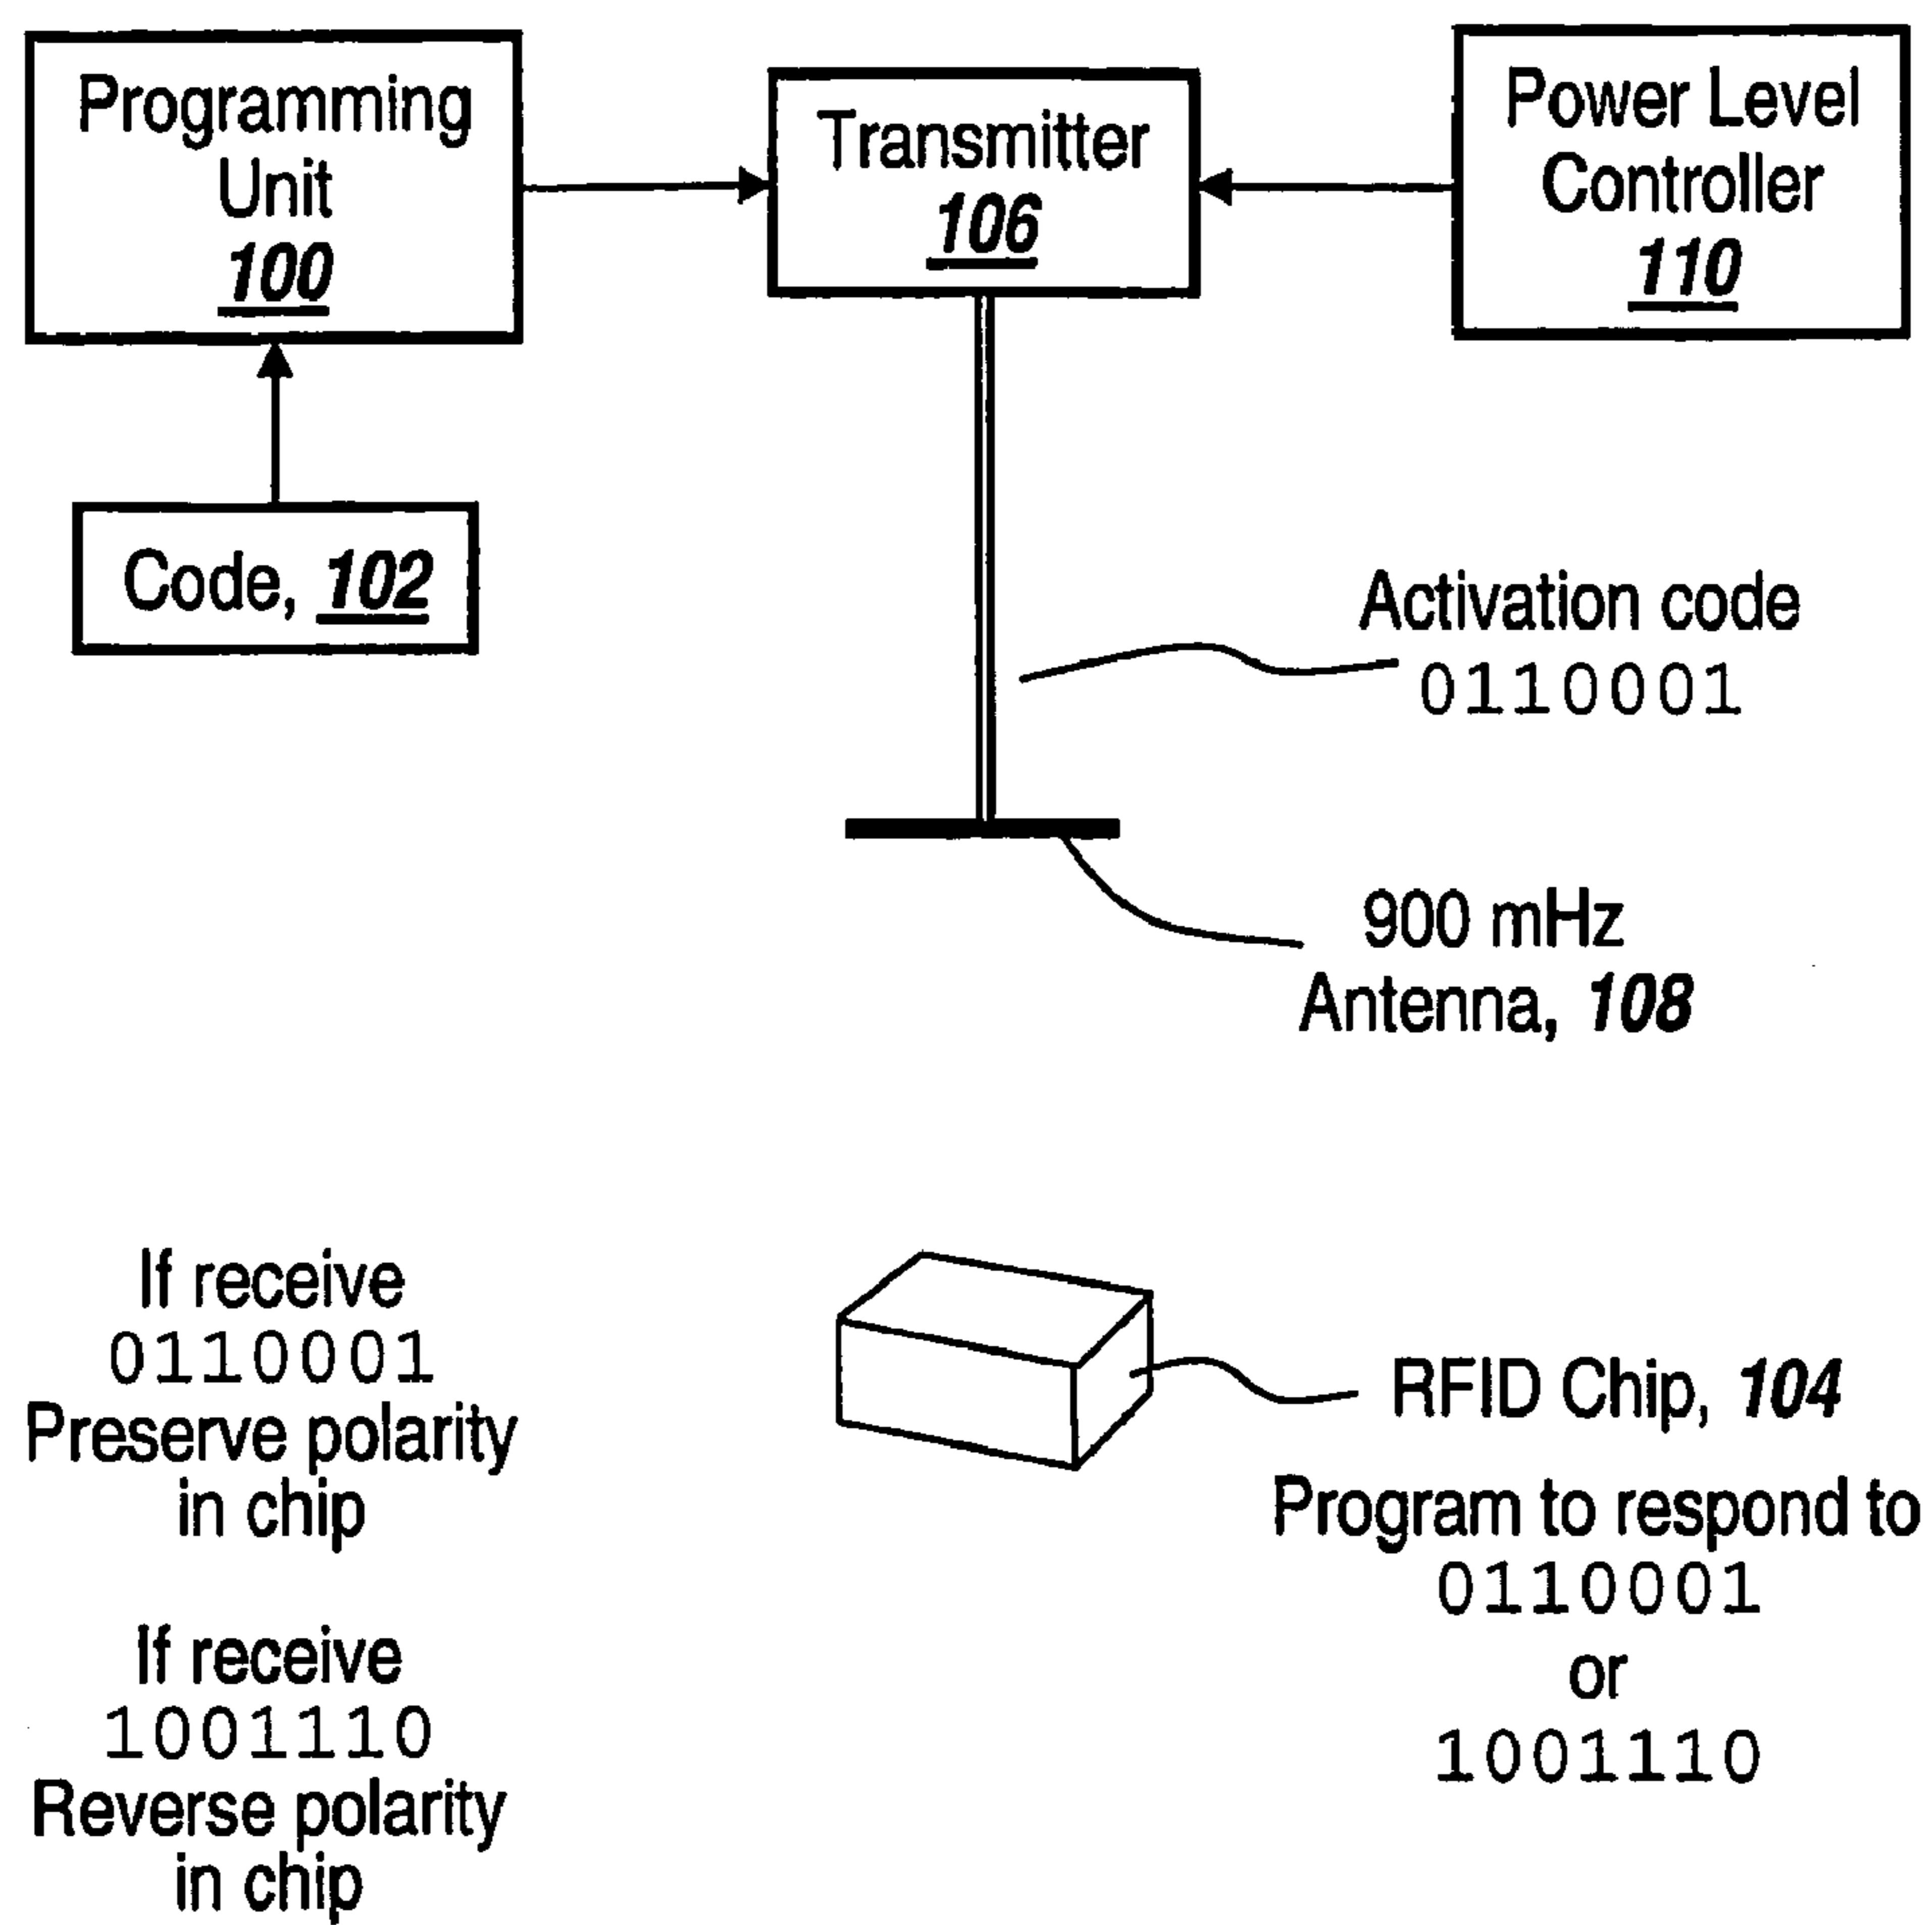 Programming
Unit
100
Transmitter
106
Power Level
Controller
110
Code, 102
Activation code
0110001
900 mHz
Antenna, 108
If receive
0110001
Preserve polarity
in chip
If receive
1001110
Reverse polarity
in chip
RFID Chip, 104
Program to respond to
0110001
or
1001110